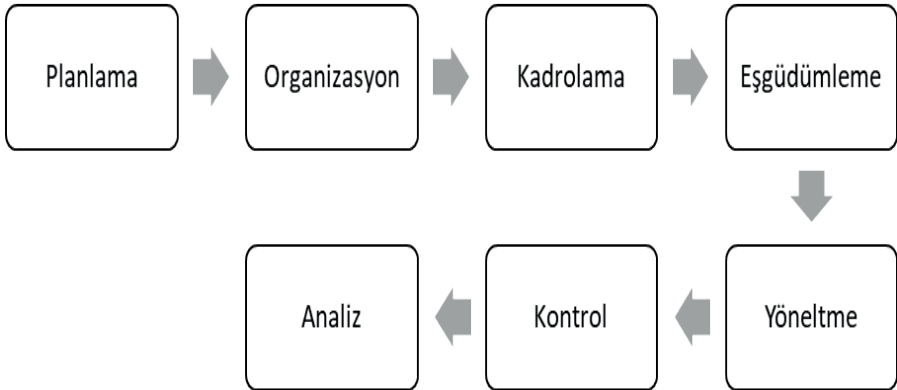 Planlama
Organizasyon
Kadrolama
Eşgüdümleme
Yöneltme
Kontrol
Analiz